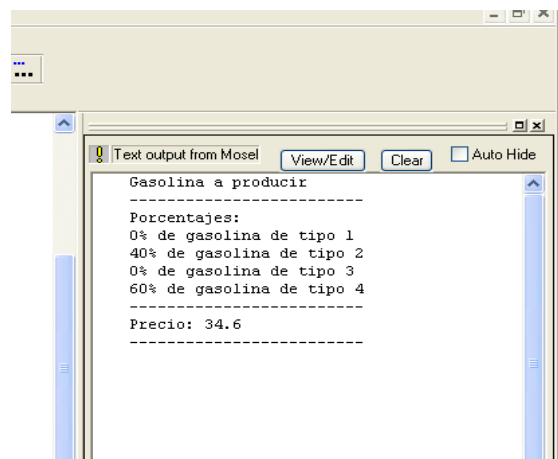 Text output from Mosel View/Edit Clear Auto Hide
Gasolina a producir
-------------------------
Porcentajes:
0% de gasolina de tipo 1
40% de gasolina de tipo 2
0% de gasolina de tipo 3
60% de gasolina de tipo 4
-------------------------
Precio: 34.6
-------------------------